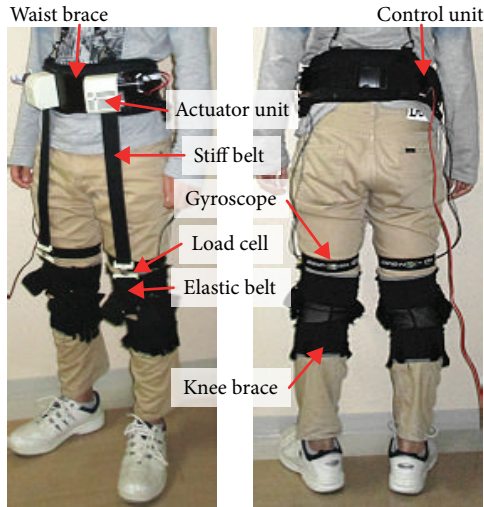 Waist brace
Control unit
Actuator unit
Stiff belt
Gyroscope
Load cell
Elastic belt
Knee brace